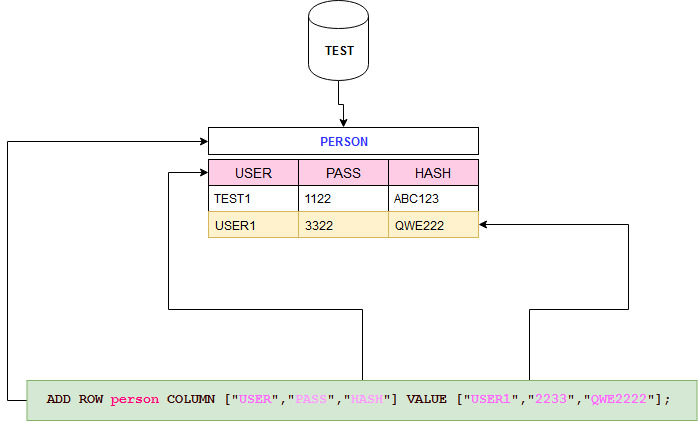 TEST
PERSON
USER PASS HASH
TEST1 1122 ABC123
USER1 3322 QWE222
ADD ROW person COLUMN ["USER","PASS","HASH"] VALUE ["USER1","2233","QWE2222"];